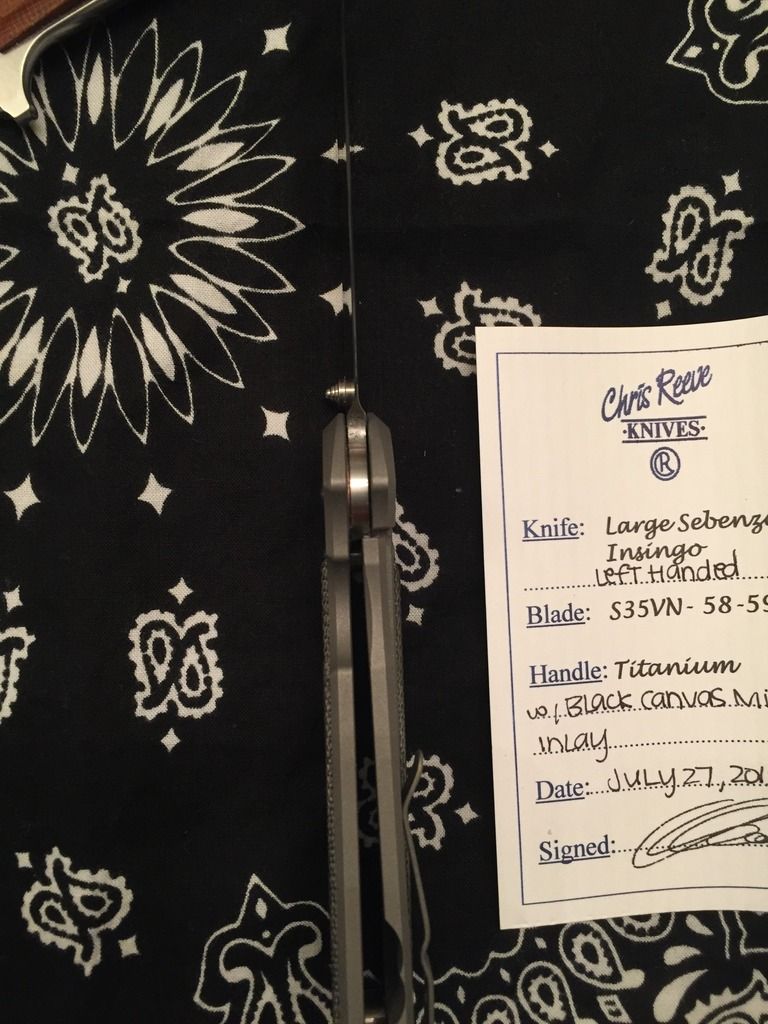 Chris Reeve
·KNIVES·
®
Knife: Large Sebenz
Insingo
Left Handed
Blade: S35VN - 58 - 59
Handle: Titanium
w/ Black Canvas Mi
inlay
Date: July 27, 201
Signed: